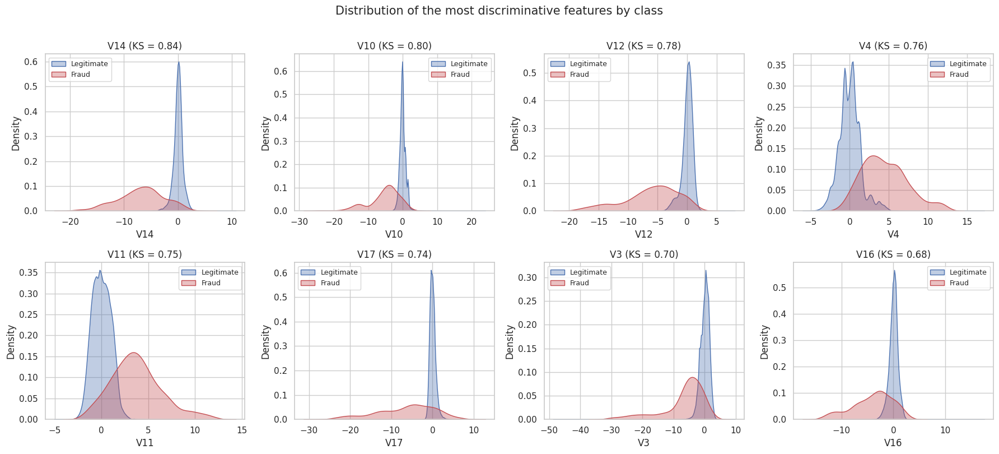 Distribution of the most discriminative features by class
V14 (KS = 0.84)
Legitimate
Fraud
0.6
0.5
0.4
0.3
0.2
0.1
0.0
Density
−20 −10 0 10
V14
V10 (KS = 0.80)
Legitimate
Fraud
0.6
0.5
0.4
0.3
0.2
0.1
0.0
Density
−30 −20 −10 0 10 20
V10
V12 (KS = 0.78)
Legitimate
Fraud
0.5
0.4
0.3
0.2
0.1
0.0
Density
−20 −15 −10 −5 0 5
V12
V4 (KS = 0.76)
Legitimate
Fraud
0.35
0.30
0.25
0.20
0.15
0.10
0.05
0.00
Density
−5 0 5 10 15
V4
V11 (KS = 0.75)
Legitimate
Fraud
0.35
0.30
0.25
0.20
0.15
0.10
0.05
0.00
Density
−5 0 5 10 15
V11
V17 (KS = 0.74)
Legitimate
Fraud
0.6
0.5
0.4
0.3
0.2
0.1
0.0
Density
−30 −20 −10 0 10
V17
V3 (KS = 0.70)
Legitimate
Fraud
0.30
0.25
0.20
0.15
0.10
0.05
0.00
Density
−50 −40 −30 −20 −10 0 10
V3
V16 (KS = 0.68)
Legitimate
Fraud
0.5
0.4
0.3
0.2
0.1
0.0
Density
−10 0 10
V16